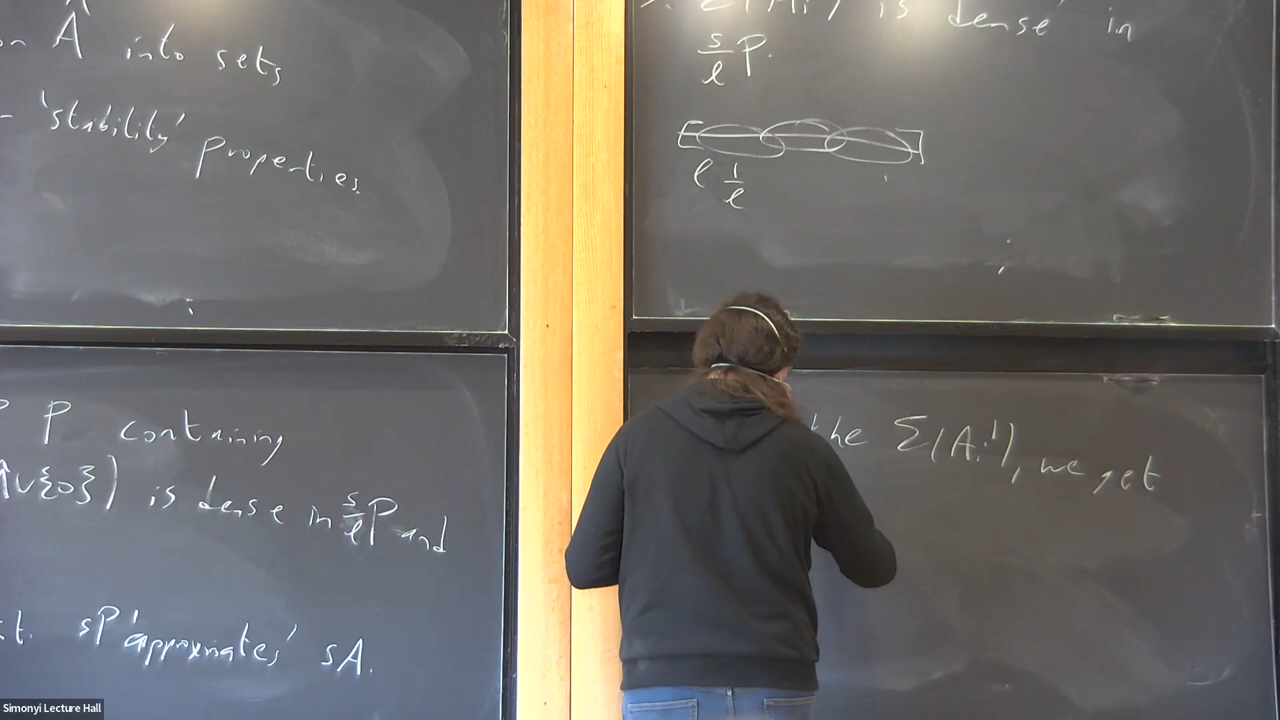 on Â into sets
'stability' properties.
P containing
∪{0}) is dense in s/ℓ P and
sP 'approximates' sA.
Σ(A_i') is 'dense' in
s/ℓ P.
ℓ 1/ℓ
the Σ(A_i'), we get
Simonyi Lecture Hall